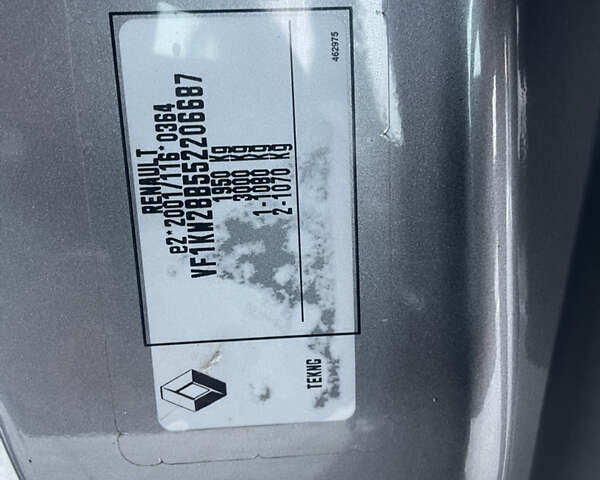 RENAULT
e2*2001/116*0364
VF1KW2BB552206687
1950 Kg
3000 Kg
1-1080 Kg
2-1070 Kg
462975
TEKNG